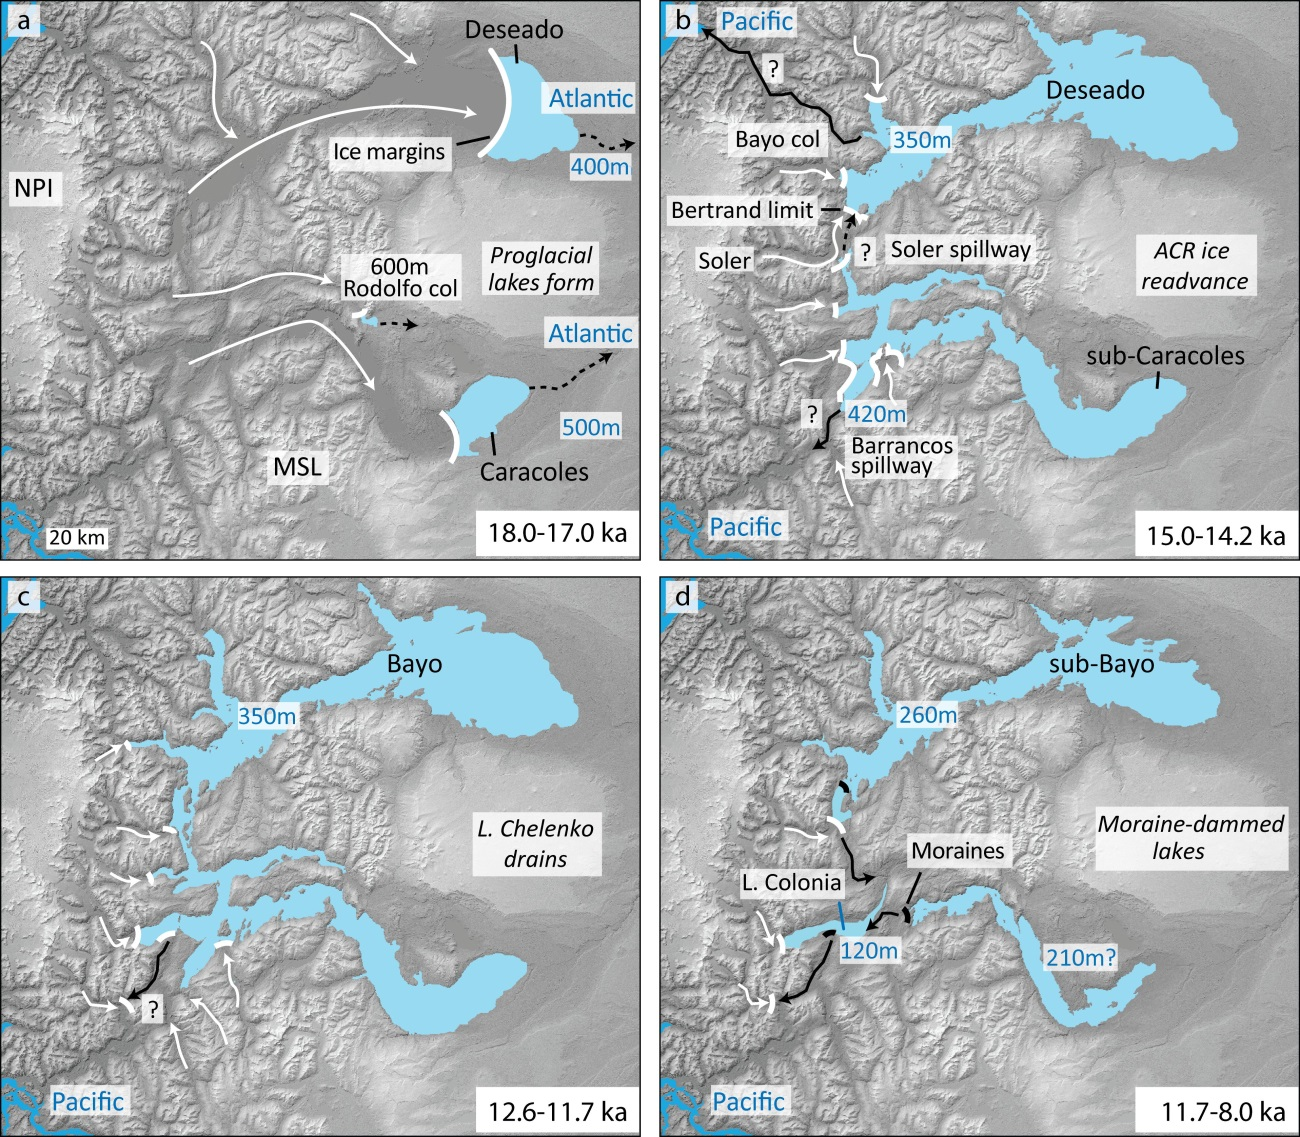 a
Deseado
Atlantic
Ice margins
400m
NPI
600m
Rodolfo col
Proglacial
lakes form
Atlantic
500m
MSL
Caracoles
20 km
18.0-17.0 ka
b
Pacific
?
Deseado
Bayo col
350m
Bertrand limit
Soler
?
Soler spillway
ACR ice
readvance
sub-Caracoles
?
420m
Barrancos
spillway
Pacific
15.0-14.2 ka
c
Bayo
350m
L. Chelenko
drains
?
Pacific
12.6-11.7 ka
d
sub-Bayo
260m
Moraine-dammed
lakes
Moraines
L. Colonia
120m
210m?
Pacific
11.7-8.0 ka